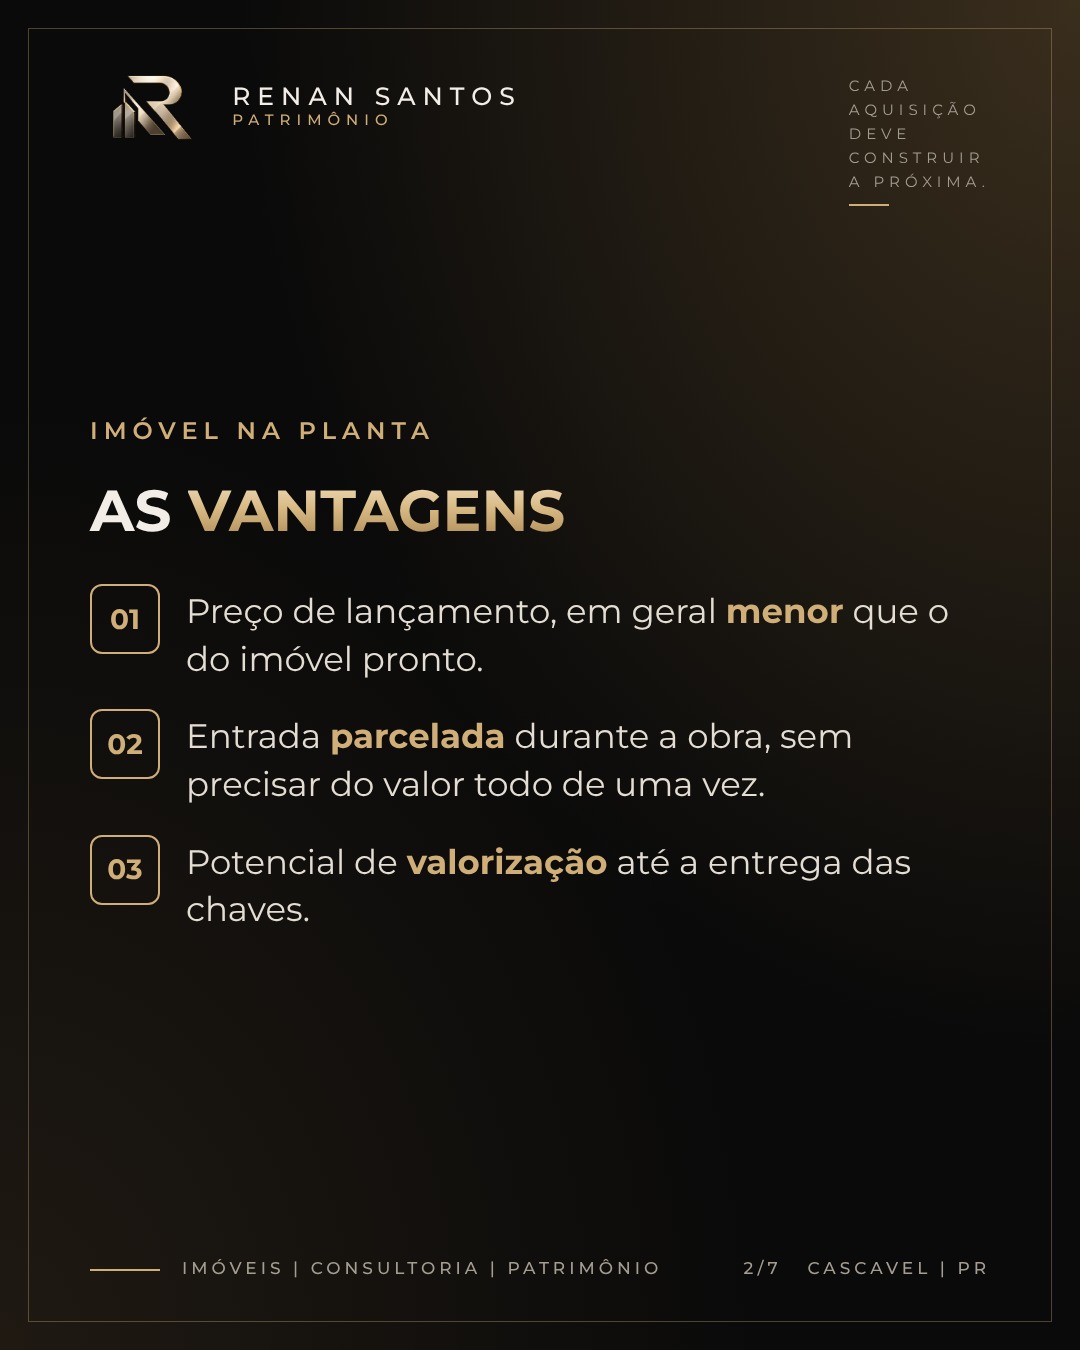 RENAN SANTOS
PATRIMÔNIO
CADA
AQUISIÇÃO
DEVE
CONSTRUIR
A PRÓXIMA.
IMÓVEL NA PLANTA
AS VANTAGENS
01
Preço de lançamento, em geral menor que o
do imóvel pronto.
02
Entrada parcelada durante a obra, sem
precisar do valor todo de uma vez.
03
Potencial de valorização até a entrega das
chaves.
IMÓVEIS | CONSULTORIA | PATRIMÔNIO
2/7 CASCAVEL | PR